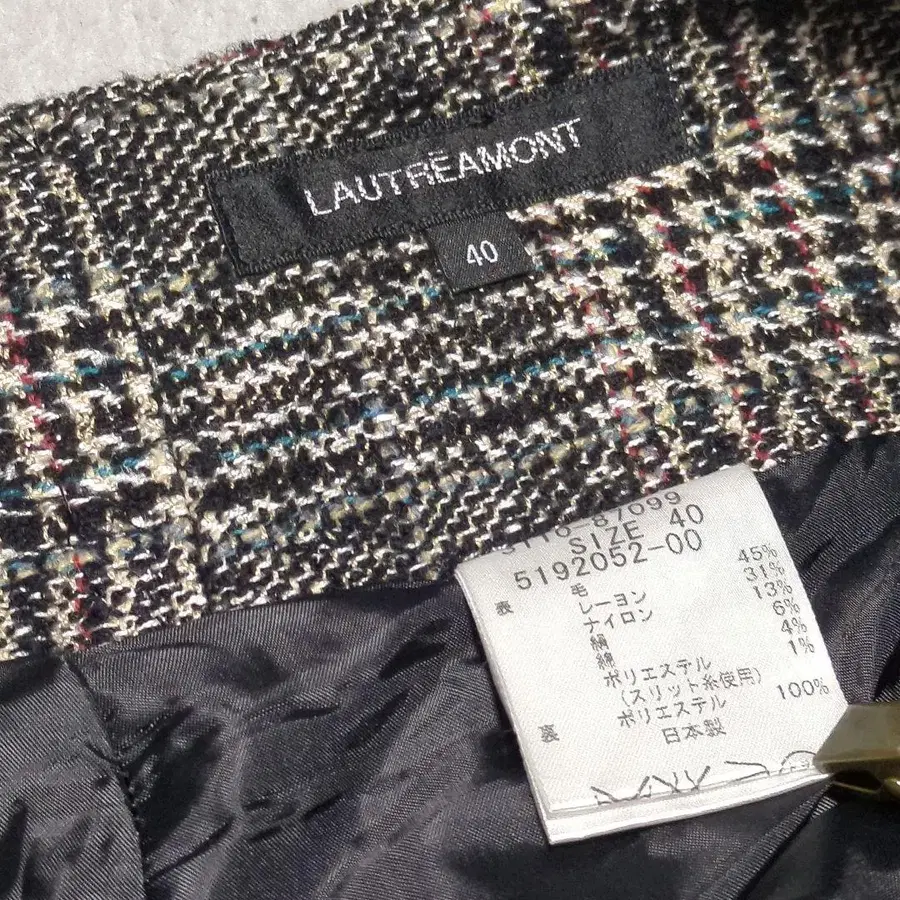 LAUTRĒAMONT
40
3116-87099
SIZE 40
5192052-00
表 毛 45%
レーヨン 31%
ナイロン 13%
絹 6%
綿 4%
ポリエステル 1%
(スリット糸使用)
裏 ポリエステル 100%
日本製